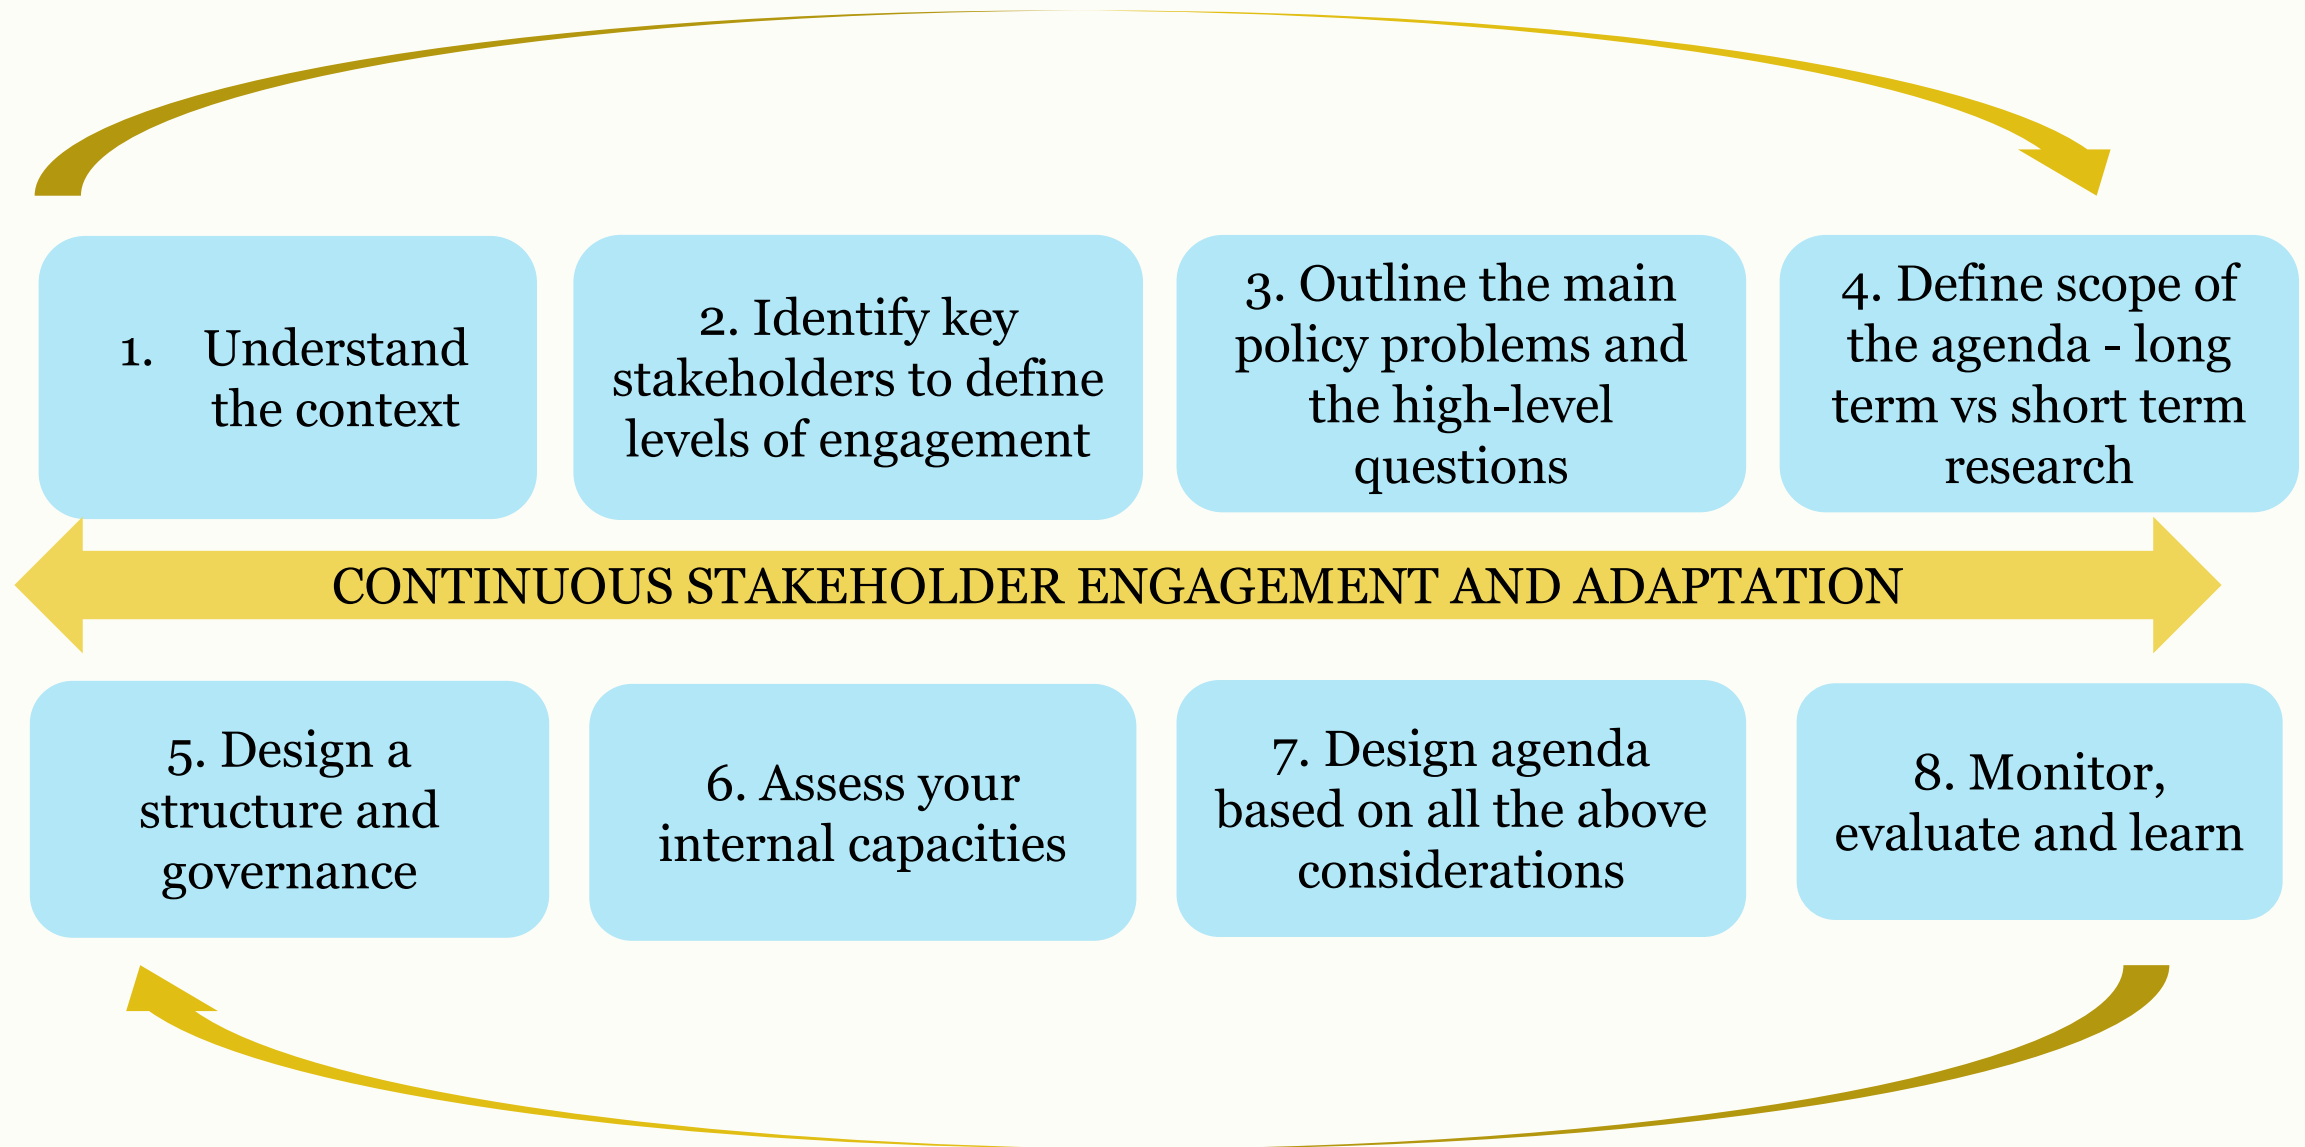 1. Understand
the context
2. Identify key
stakeholders to define
levels of engagement
3. Outline the main
policy problems and
the high-level
questions
4. Define scope of
the agenda - long
term vs short term
research
CONTINUOUS STAKEHOLDER ENGAGEMENT AND ADAPTATION
5. Design a
structure and
governance
6. Assess your
internal capacities
7. Design agenda
based on all the above
considerations
8. Monitor,
evaluate and learn